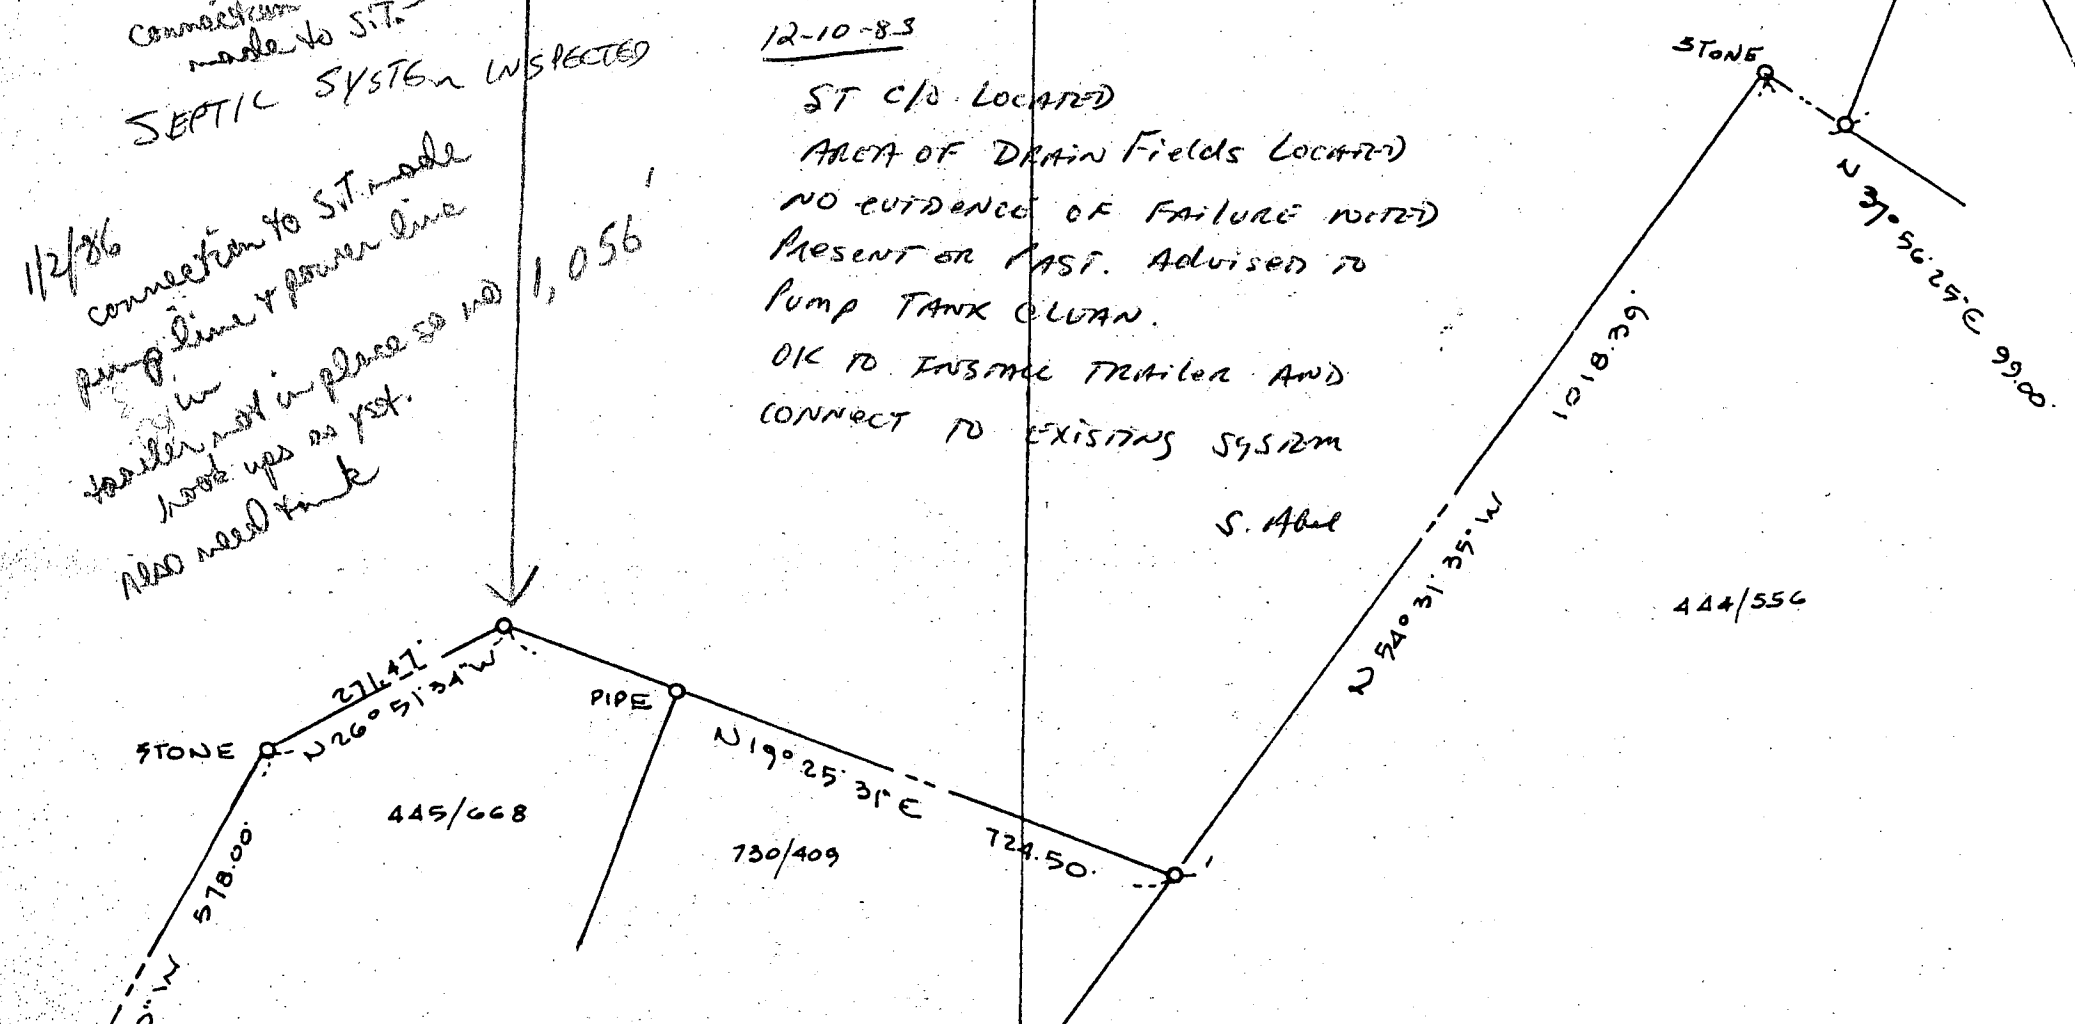 connection
made to S.T.-
SEPTIC SYSTEM INSPECTED
1/2/86
connection to S.T. made
pump line & power line
in
trailer not in place so no
hook ups as yet.
Also need tank
1,056'
12-10-83
ST C/O LOCATED
AREA OF DRAIN Fields LOCATED
NO EVIDENCE OF FAILURE NOTED
PRESENT OR PAST. Advised TO
PUMP TANK CLEAN.
OK TO INSTALL TRAILER AND
CONNECT TO EXISTING SYSTEM
S. Abel
STONE
N 37° 56' 25" E 99.00'
1018.39'
N 54° 31' 35" W
444/556
271.47'
N 26° 51' 34" W
STONE
PIPE
N 19° 25' 31" E
724.50'
445/668
730/409
578.00'
0" W